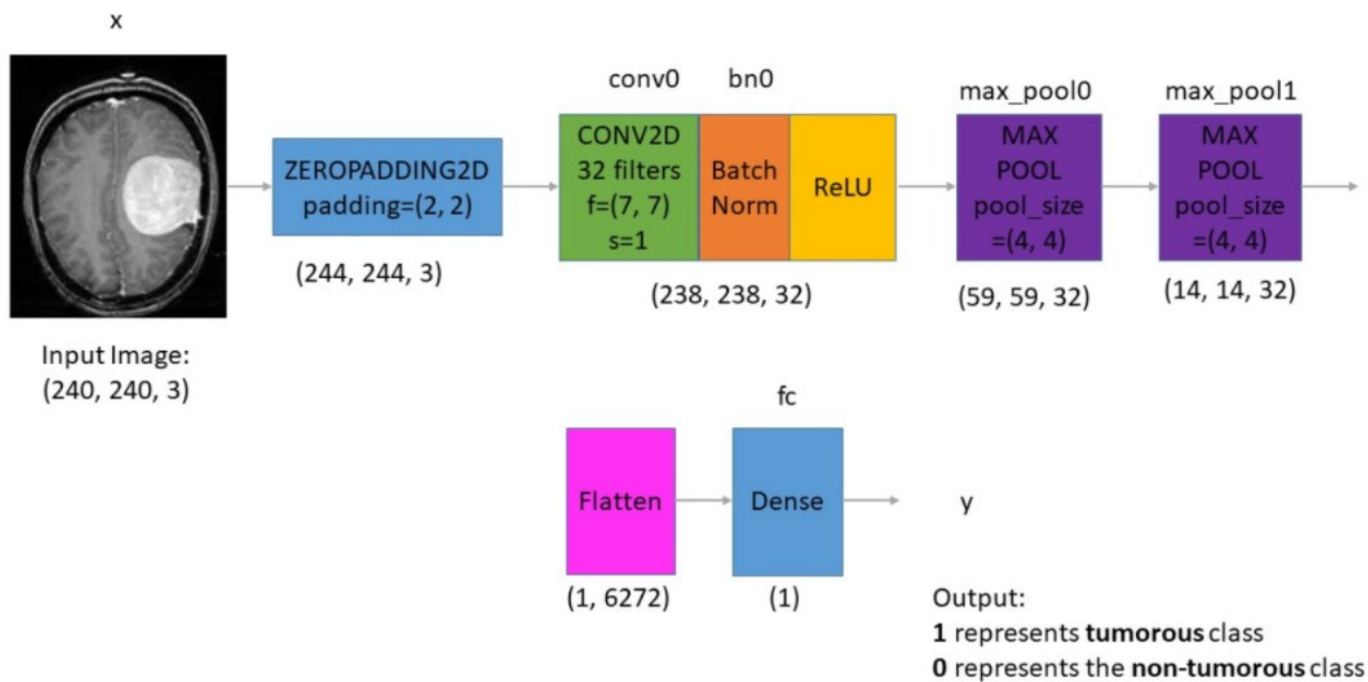 x
Input Image:
(240, 240, 3)
ZEROPADDING2D
padding=(2, 2)
(244, 244, 3)
conv0
bn0
CONV2D
32 filters
f=(7, 7)
s=1
Batch
Norm
ReLU
(238, 238, 32)
max_pool0
MAX
POOL
pool_size
=(4, 4)
(59, 59, 32)
max_pool1
MAX
POOL
pool_size
=(4, 4)
(14, 14, 32)
Flatten
(1, 6272)
fc
Dense
(1)
y
Output:
1 represents tumorous class
0 represents the non-tumorous class